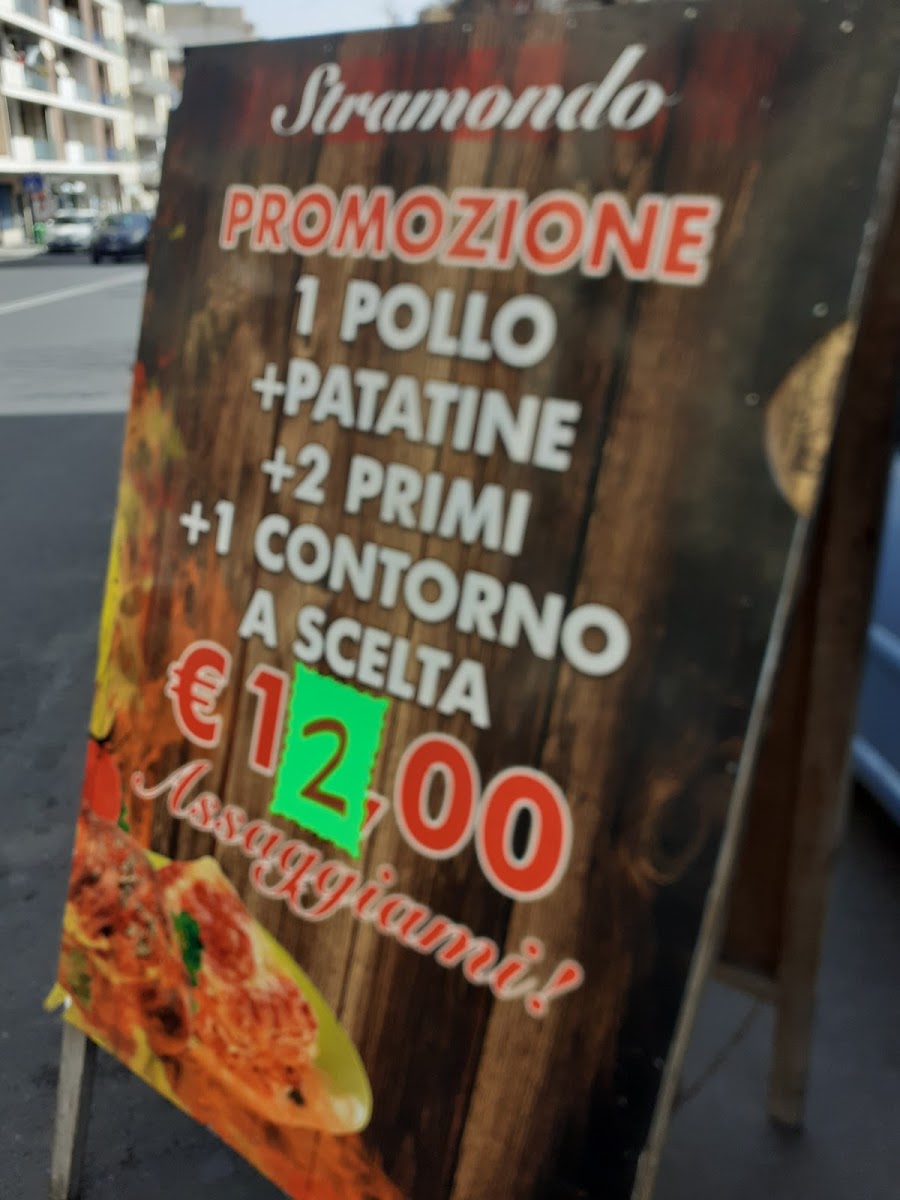 Stramondo
PROMOZIONE
1 POLLO
+PATATINE
+2 PRIMI
+1 CONTORNO
A SCELTA
€ 12,00
Assaggiami!